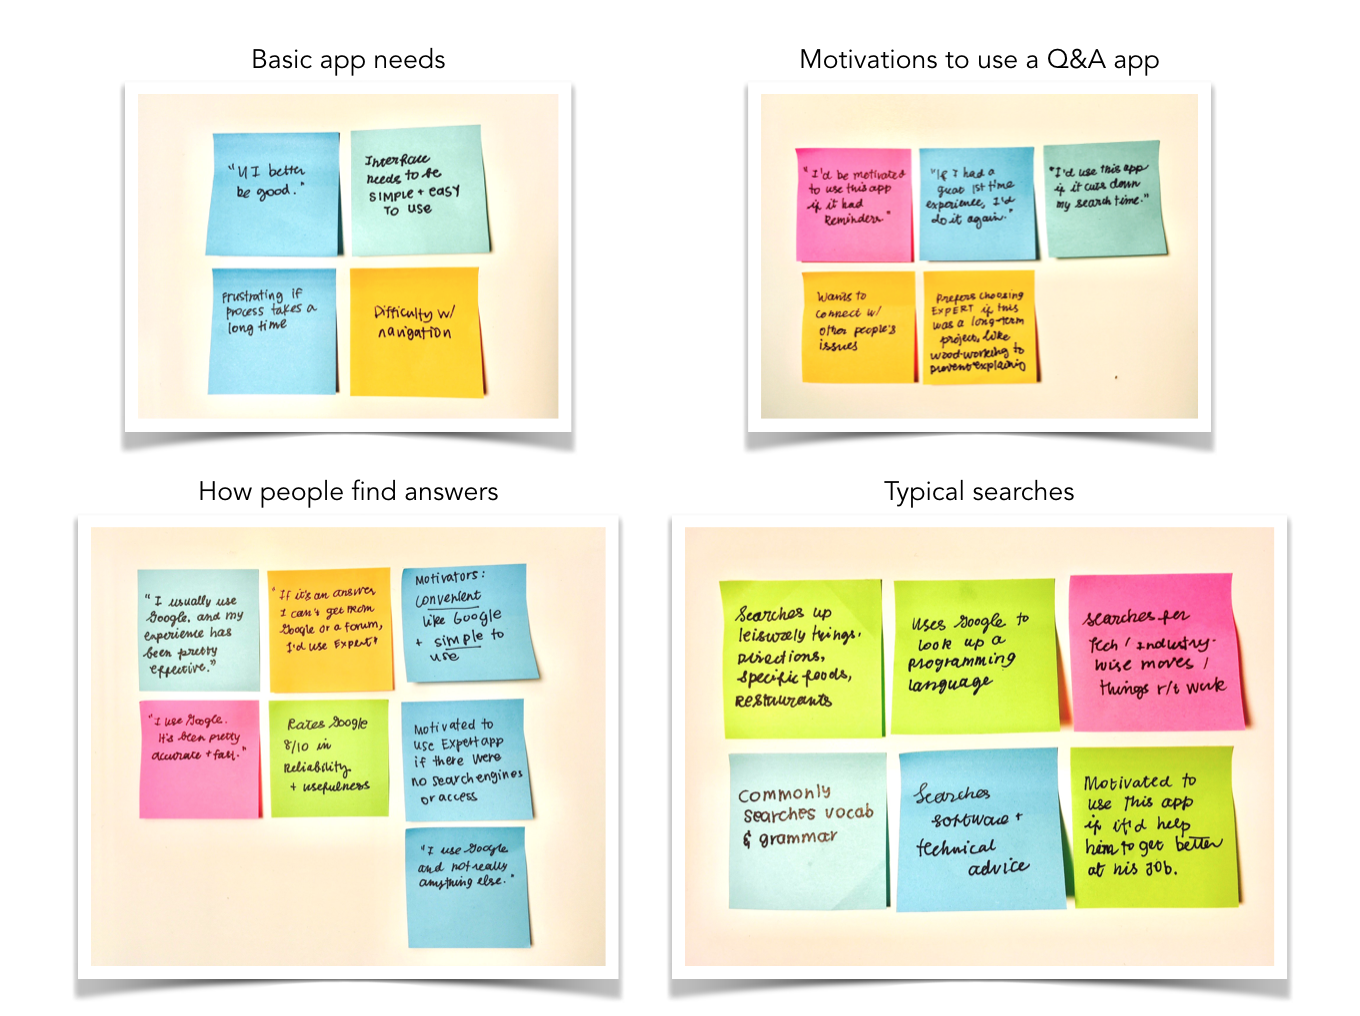 Basic app needs
"UI better
be good."
Interface
needs to be
simple + easy
to use
Frustrating if
process takes a
long time
Difficulty w/
navigation
Motivations to use a Q&A app
"I'd be motivated
to use this app
if it had
Reminders."
"If I had a
great 1st time
experience, I'd
do it again."
"I'd use this app
if it cuts down
my search time."
Wants to
connect w/
other people's
issues
Prefers choosing
EXPERT if this
was a long-term
project, like
wood-working to
prevent explaining
How people find answers
"I usually use
Google, and my
experience has
been pretty
effective."
"If it's an answer
I can't get from
Google or a forum,
I'd use Expert"
Motivators:
convenient
like Google
+ simple to
use
"I use Google.
It's been pretty
accurate + fast."
Rates Google
8/10 in
Reliability
+ usefulness
Motivated to
use Expert app
if there were
no search engines
or access
"I use Google
and not really
anything else."
Typical searches
Searches up
leisurely things.
Directions,
specific foods,
restaurants
Uses Google to
look up a
programming
language
Searches for
Tech / industry-
wise moves /
things r/t work
Commonly
searches vocab
& grammar
Searches
software +
technical
advice
Motivated to
use this app
if it'd help
him to get better
at his job.